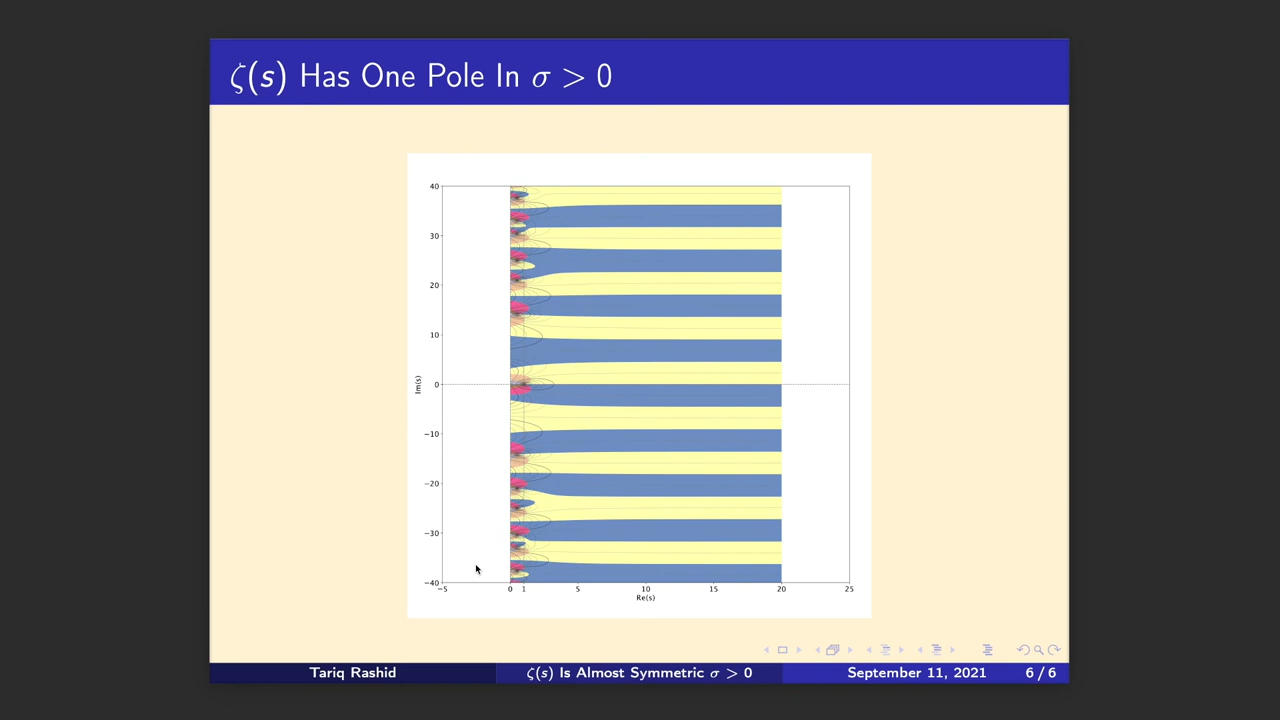 ζ(s) Has One Pole In σ > 0
40
30
20
10
0
−10
−20
−30
−40
Im(s)
−5 0 1 5 10 15 20 25
Re(s)
Tariq Rashid ζ(s) Is Almost Symmetric σ > 0 September 11, 2021 6 / 6